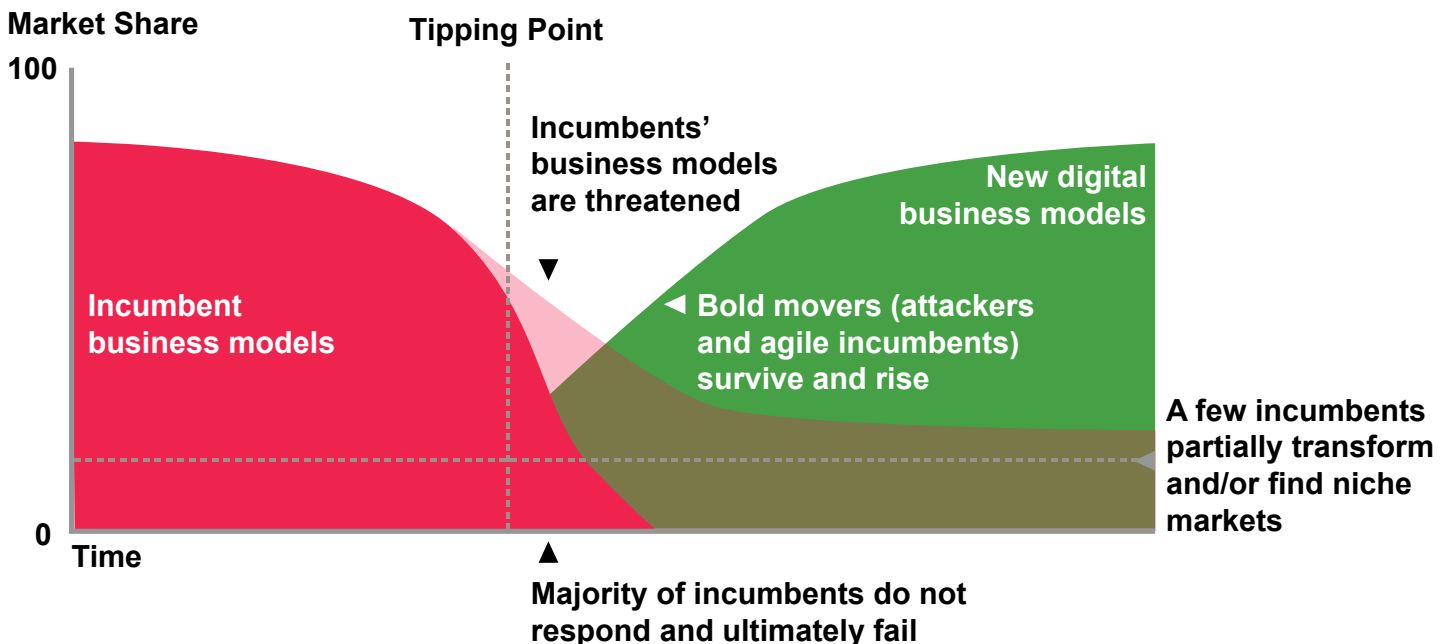 Market Share
Tipping Point
100
Incumbents’
business models
are threatened
New digital
business models
Incumbent
business models
Bold movers (attackers
and agile incumbents)
survive and rise
A few incumbents
partially transform
and/or find niche
markets
0
Time
Majority of incumbents do not
respond and ultimately fail